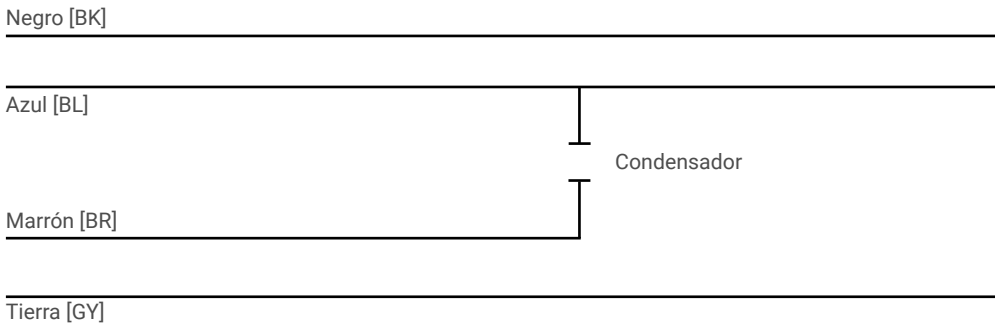 Negro [BK]
Azul [BL]
Condensador
Marrón [BR]
Tierra [GY]